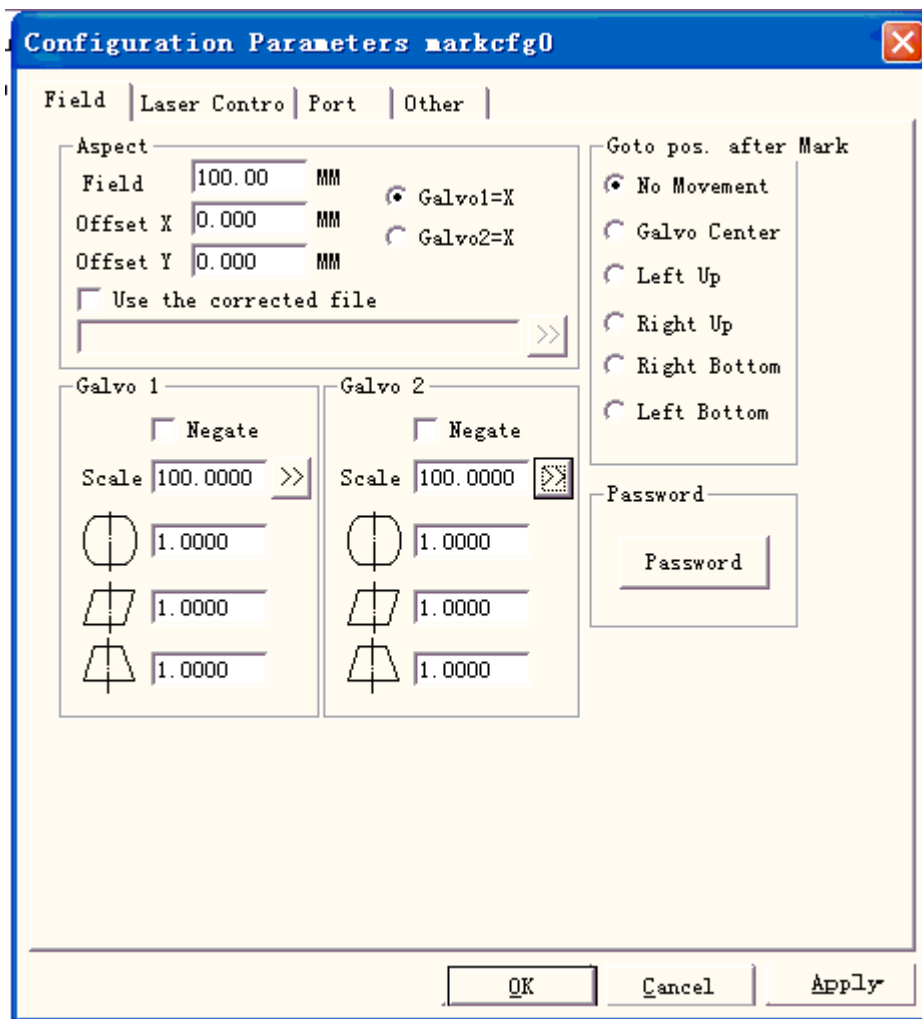 Configuration Parameters markcfg0
Field
Laser Contro
Port
Other
Aspect
Field 100.00 MM
Offset X 0.000 MM
Offset Y 0.000 MM
Galvo1=X
Galvo2=X
Use the corrected file
>>
Goto pos. after Mark
No Movement
Galvo Center
Left Up
Right Up
Right Bottom
Left Bottom
Galvo 1
Negate
Scale 100.0000 >>
1.0000
1.0000
1.0000
Galvo 2
Negate
Scale 100.0000 >>
1.0000
1.0000
1.0000
Password
Password
OK
Cancel
Apply